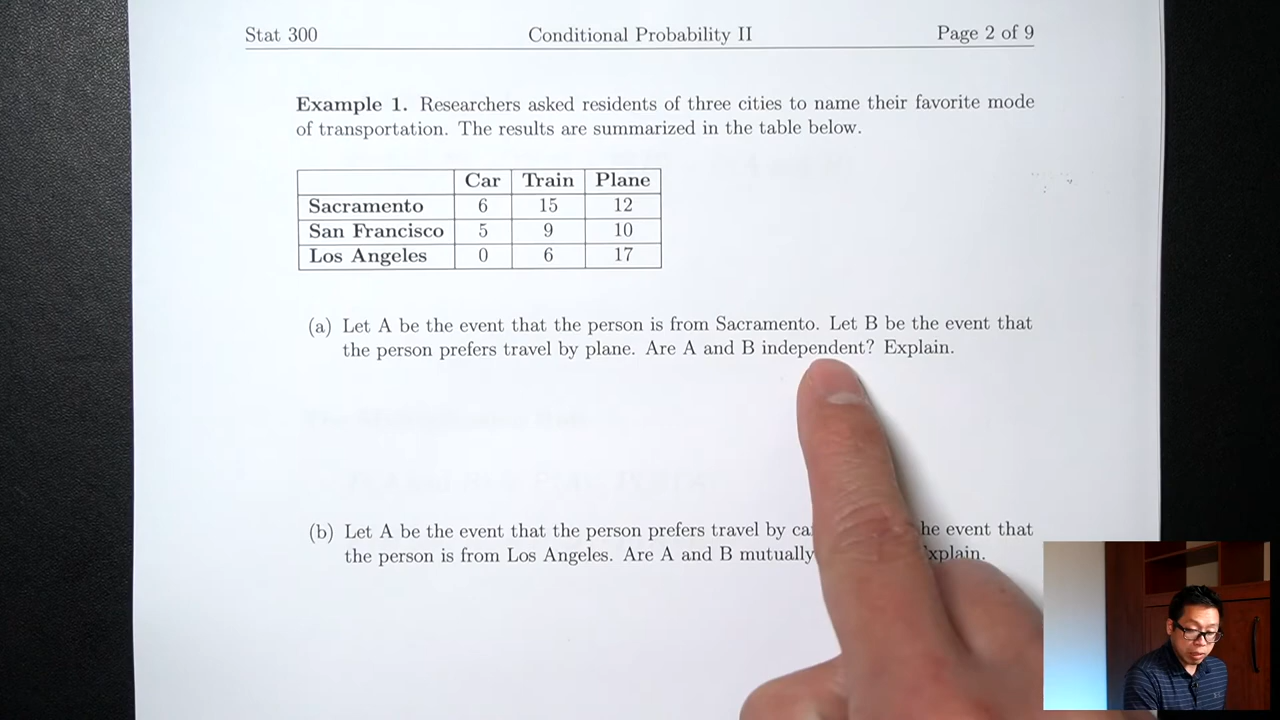 Stat 300 Conditional Probability II Page 2 of 9
Example 1. Researchers asked residents of three cities to name their favorite mode
of transportation. The results are summarized in the table below.
Car Train Plane
Sacramento 6 15 12
San Francisco 5 9 10
Los Angeles 0 6 17
(a) Let A be the event that the person is from Sacramento. Let B be the event that
the person prefers travel by plane. Are A and B independent? Explain.
(b) Let A be the event that the person prefers travel by event that
the person is from Los Angeles. Are A and B mutually